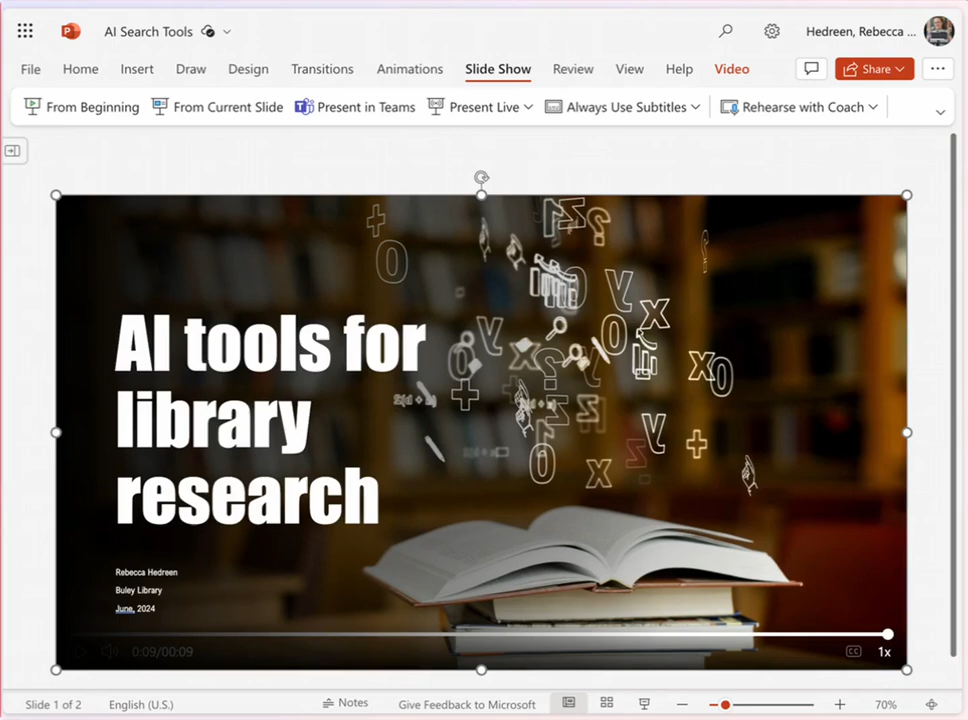 AI Search Tools
Hedreen, Rebecca ...
File Home Insert Draw Design Transitions Animations Slide Show Review View Help Video Share
From Beginning From Current Slide Present in Teams Present Live Always Use Subtitles Rehearse with Coach
AI tools for
library
research
Rebecca Hedreen
Buley Library
June, 2024
0:09/00:09 CC 1x
Slide 1 of 2 English (U.S.) Notes Give Feedback to Microsoft 70%